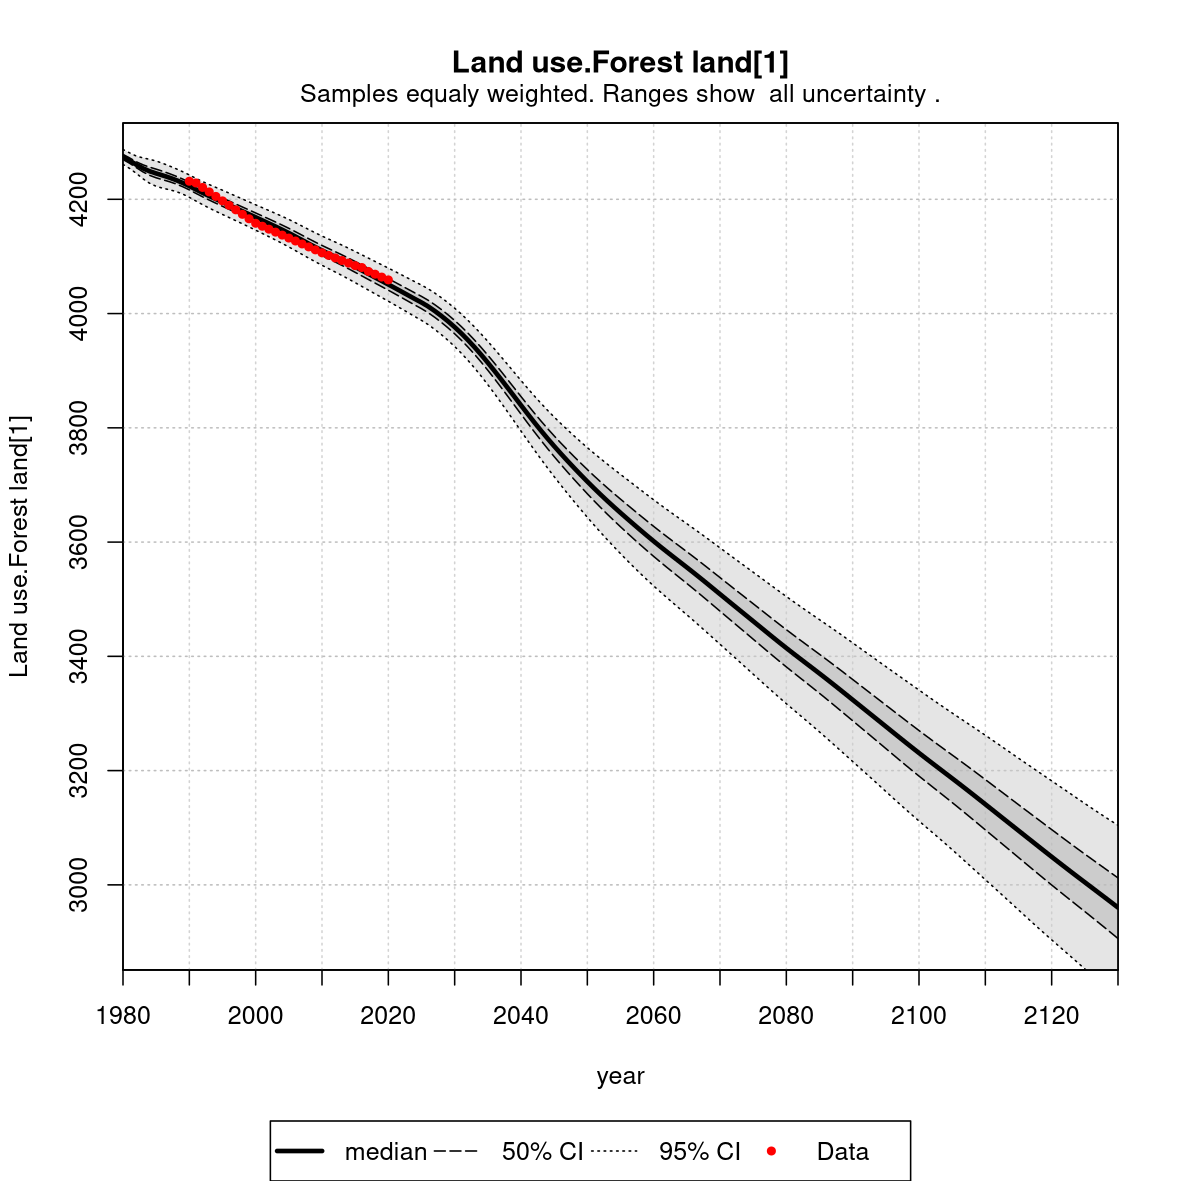 Land use.Forest land[1]
Samples equaly weighted. Ranges show  all uncertainty .
Land use.Forest land[1]
4200
4000
3800
3600
3400
3200
3000
1980 2000 2020 2040 2060 2080 2100 2120
year
median 50% CI 95% CI Data